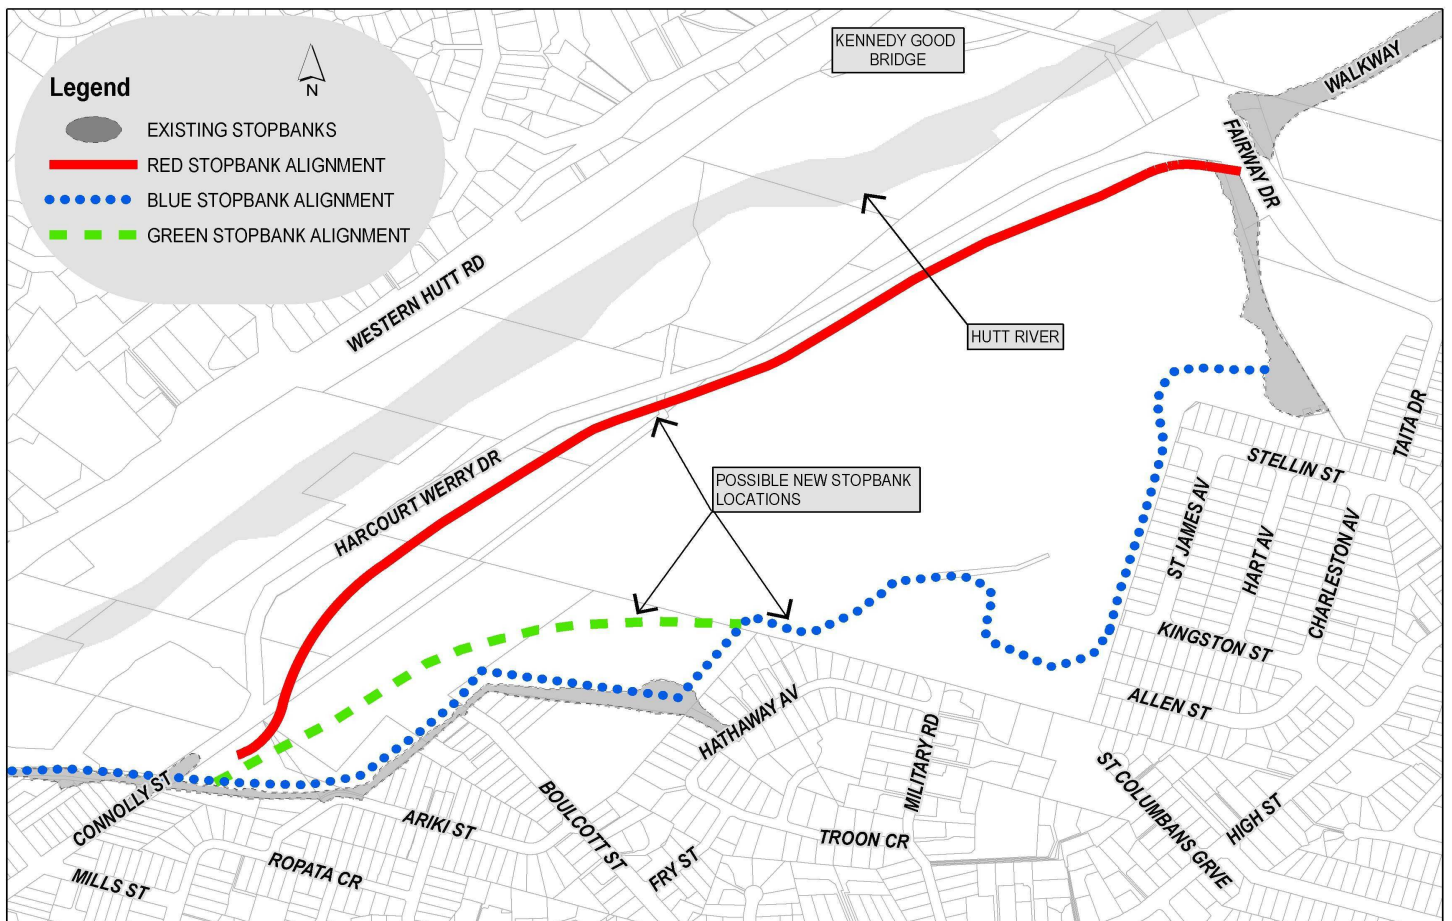 Legend
N
EXISTING STOPBANKS
RED STOPBANK ALIGNMENT
BLUE STOPBANK ALIGNMENT
GREEN STOPBANK ALIGNMENT
KENNEDY GOOD
BRIDGE
WALKWAY
FAIRWAY DR
WESTERN HUTT RD
HUTT RIVER
TAITA DR
STELLIN ST
POSSIBLE NEW STOPBANK
LOCATIONS
HARCOURT WERRY DR
ST JAMES AV
HART AV
CHARLESTON AV
KINGSTON ST
ALLEN ST
HATHAWAY AV
MILITARY RD
ST COLUMBANS GRVE
HIGH ST
CONNOLLY ST
ARIKI ST
BOULCOTT ST
TROON CR
FRY ST
ROPATA CR
MILLS ST